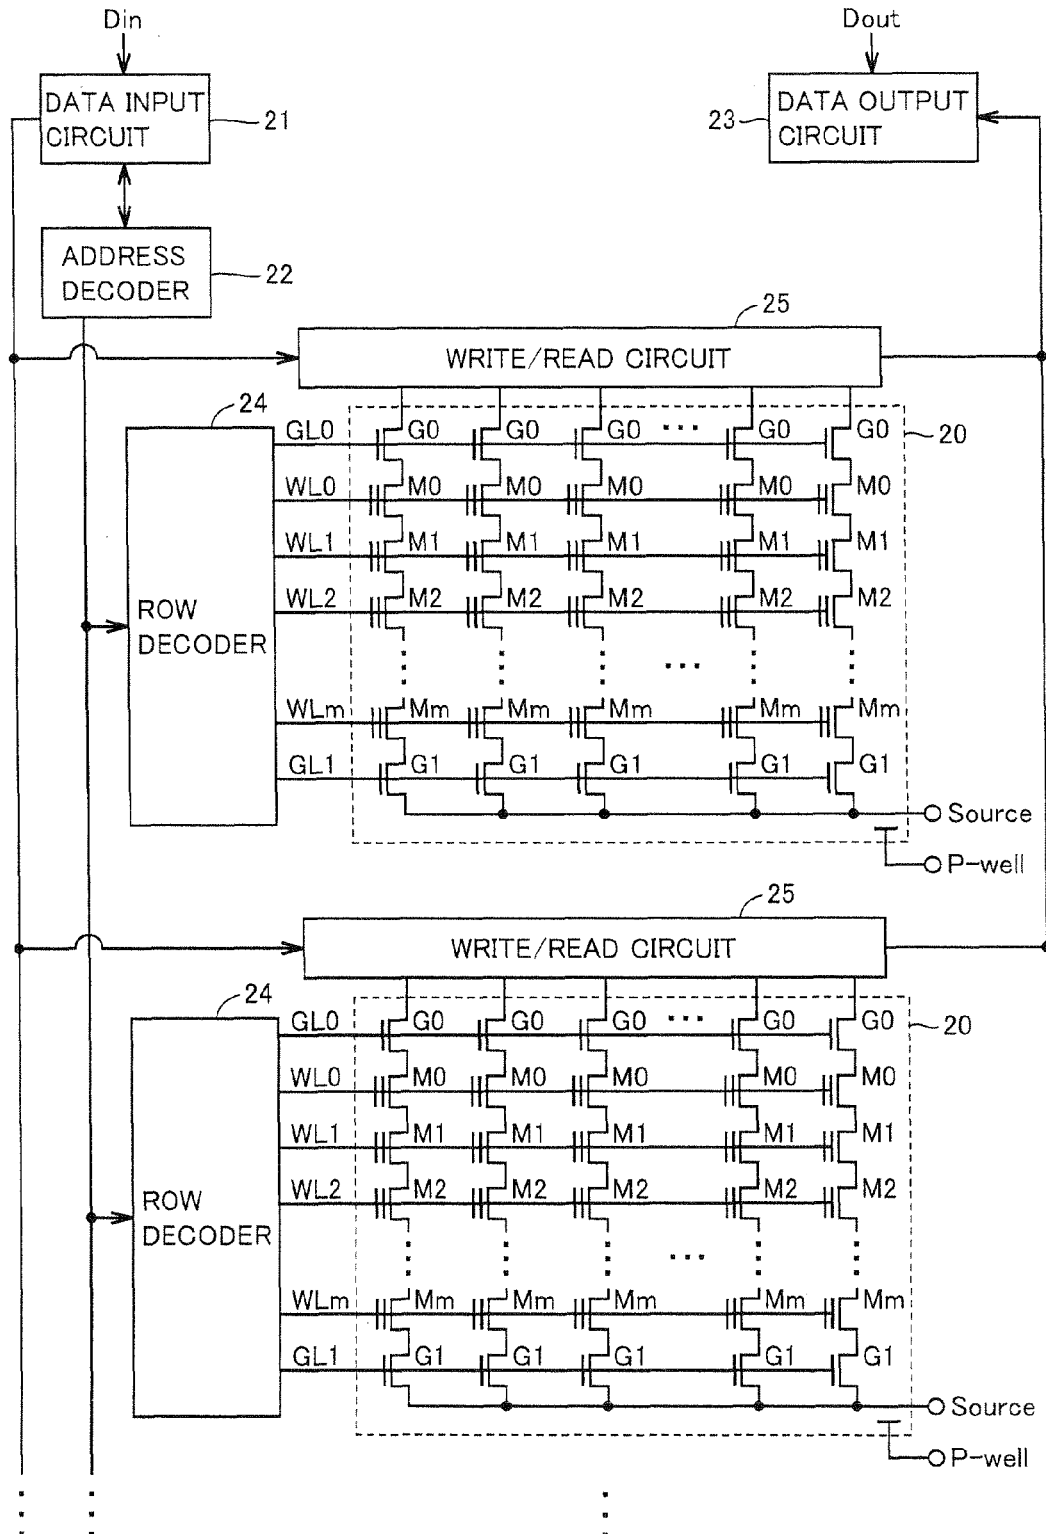 Din
Dout
DATA INPUT
CIRCUIT
21
23
DATA OUTPUT
CIRCUIT
ADDRESS
DECODER
22
25
WRITE/READ CIRCUIT
24
20
ROW
DECODER
GL0 G0 G0 G0 ... G0 G0
WL0 M0 M0 M0 M0 M0
WL1 M1 M1 M1 M1 M1
WL2 M2 M2 M2 M2 M2
...
WLm Mm Mm Mm Mm Mm
GL1 G1 G1 G1 G1 G1
Source
P-well
25
WRITE/READ CIRCUIT
24
20
ROW
DECODER
GL0 G0 G0 G0 ... G0 G0
WL0 M0 M0 M0 M0 M0
WL1 M1 M1 M1 M1 M1
WL2 M2 M2 M2 M2 M2
...
WLm Mm Mm Mm Mm Mm
GL1 G1 G1 G1 G1 G1
Source
P-well